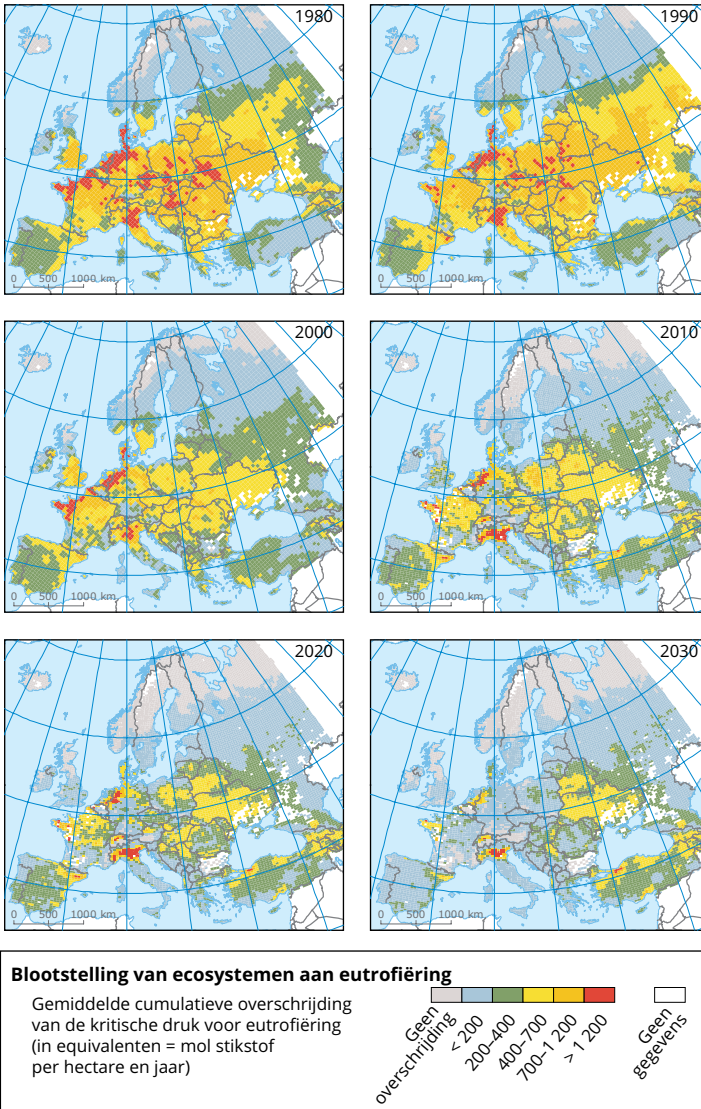 1980
0 500 1000 km
1990
0 500 1000 km
2000
0 500 1000 km
2010
0 500 1000 km
2020
0 500 1000 km
2030
0 500 1000 km
Blootstelling van ecosystemen aan eutrofiëring
Gemiddelde cumulatieve overschrijding
van de kritische druk voor eutrofiëring
(in equivalenten = mol stikstof
per hectare en jaar)
Geen
overschrijding
< 200
200–400
400–700
700–1 200
> 1 200
Geen
gegevens